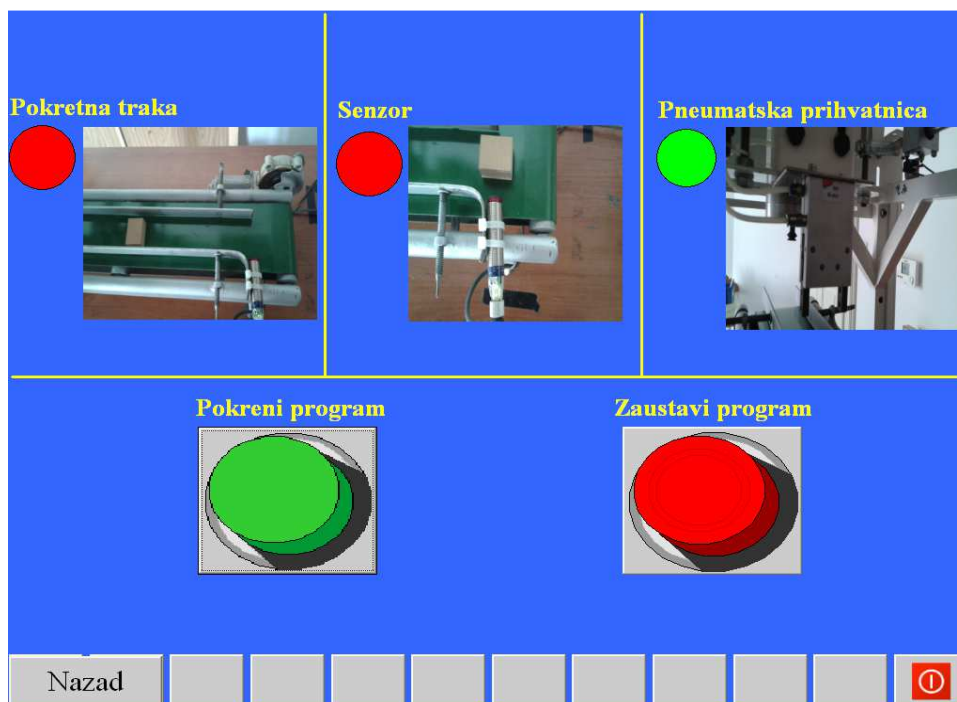 Pokretna traka
Senzor
Pneumatska prihvatnica
Pokreni program
Zaustavi program
Nazad